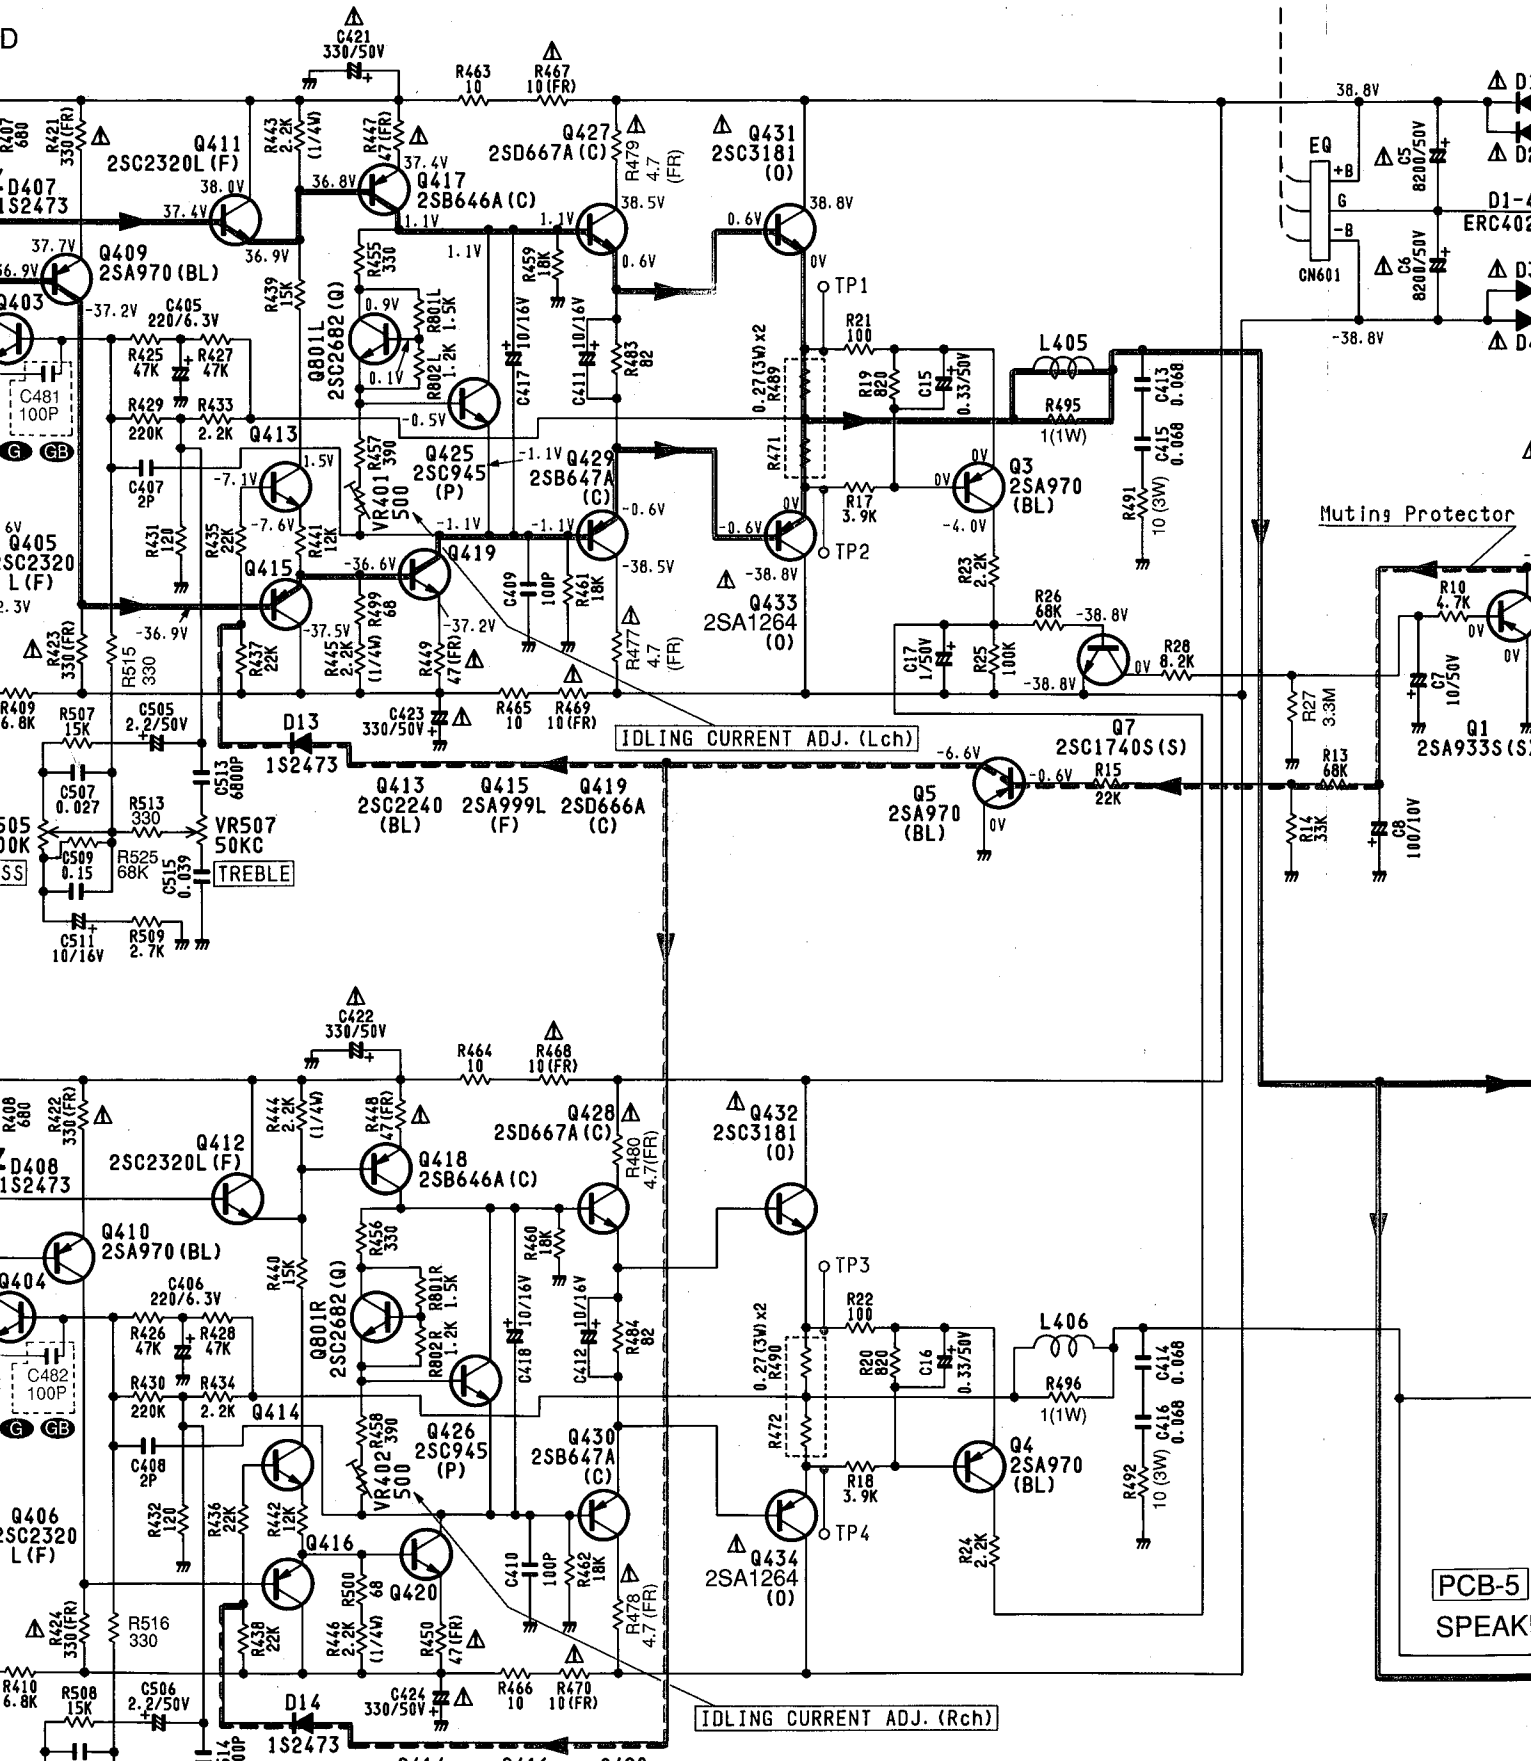 D
C421
330/50V
R463
10
R467
10(FR)
R407
680
R421
330(FR)
Q411
2SC2320L(F)
R443
2.2K
(1/4W)
R447
47(FR)
Q427
2SD667A(C)
R479
4.7
(FR)
Q431
2SC3181
(O)
38.8V
EQ
+B
G
-B
CN601
C5
8200/50V
C6
8200/50V
D1-4
ERC402
-38.8V
D407
1S2473
38.0V
37.4V
36.8V
37.4V
Q417
2SB646A(C)
1.1V
1.1V
1.1V
38.5V
0.6V
38.8V
36.9V
37.7V
Q409
2SA970(BL)
36.9V
Q403
-37.2V
R455
330
R459
18K
0.6V
0V
TP1
R439
15K
C405
220/6.3V
R425
47K
R427
47K
Q801L
2SC2682(Q)
0.9V
R801L
1.5K
R802L
1.2K
0.1V
C417
10/16V
C411
10/16V
R483
82
0.27(3W)x2
R489
R471
R21
100
R19
820
C15
0.33/50V
L405
R495
1(1W)
C413
0.068
C415
0.068
C481
100P
G
GB
R429
220K
R433
2.2K
Q413
-0.5V
C407
2P
-7.1V
1.5V
R457
390
VR401
500
Q425
2SC945
(P)
-1.1V
Q429
2SB647A
(C)
R17
3.9K
0V
0V
0V
Q3
2SA970
(BL)
-4.0V
R491
10 (3W)
Muting Protector
6V
Q405
2SC2320
L(F)
2.3V
R431
120
R435
22K
-7.6V
R441
12K
-1.1V
-1.1V
-0.6V
-0.6V
TP2
Q415
-36.6V
Q419
C409
100P
R461
18K
-38.5V
-38.8V
Q433
2SA1264
(O)
R23
2.2K
R26
68K
-38.8V
R10
4.7K
0V
-36.9V
R423
330(FR)
R515
330
R437
22K
-37.5V
R445
2.2K
(1/4W)
R499
68
R449
47(FR)
-37.2V
R477
4.7
(FR)
C17
1/50V
R25
100K
-38.8V
0V
R28
8.2K
R27
3.3M
C7
10/50V
R409
6.8K
R507
15K
C505
2.2/50V
D13
1S2473
C423
330/50V
R465
10
R469
10(FR)
IDLING CURRENT ADJ.(Lch)
Q7
2SC1740S(S)
Q1
2SA933S(S)
C507
0.027
C513
6800P
Q413
2SC2240
(BL)
Q415
2SA999L
(F)
Q419
2SD666A
(C)
-6.6V
-0.6V
R15
22K
R13
68K
Q5
2SA970
(BL)
0V
R14
33K
C8
100/10V
R513
330
VR507
50KC
C509
0.15
R525
68K
C515
0.039
TREBLE
C511
10/16V
R509
2.7K
C422
330/50V
R464
10
R468
10(FR)
R408
680
R422
330(FR)
Q412
2SC2320L(F)
R444
2.2K
(1/4W)
R448
47(FR)
Q428
2SD667A(C)
R480
4.7(FR)
Q432
2SC3181
(O)
D408
1S2473
Q418
2SB646A(C)
Q410
2SA970(BL)
Q404
R456
330
R460
18K
R440
15K
C406
220/6.3V
R426
47K
R428
47K
Q801R
2SC2682(Q)
R801R
1.5K
R802R
1.2K
C418
10/16V
C412
10/16V
R484
82
TP3
0.27(3W)x2
R490
R472
R22
100
R20
820
C16
0.33/50V
L406
R496
1(1W)
C414
0.068
C416
0.068
C482
100P
G
GB
R430
220K
R434
2.2K
Q414
C408
2P
R458
390
VR402
500
Q426
2SC945
(P)
Q430
2SB647A
(C)
R18
3.9K
Q4
2SA970
(BL)
R492
10 (3W)
Q406
2SC2320
L(F)
R432
120
R436
22K
R442
12K
Q416
R500
68
Q420
C410
100P
R462
18K
TP4
Q434
2SA1264
(O)
R24
2.2K
R424
330(FR)
R516
330
R438
22K
R446
2.2K
(1/4W)
R450
47(FR)
R478
4.7(FR)
PCB-5
R410
6.8K
R508
15K
C506
2.2/50V
D14
1S2473
C424
330/50V
R466
10
R470
10(FR)
IDLING CURRENT ADJ.(Rch)